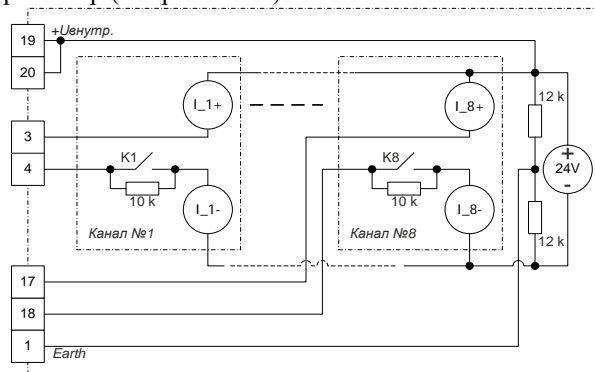 19
+Uвнутр.
20
I_1+
I_8+
12 k
3
K1
K8
4
+
24V
-
10 k
I_1-
10 k
I_8-
Канал №1
Канал №8
12 k
17
18
1
Earth